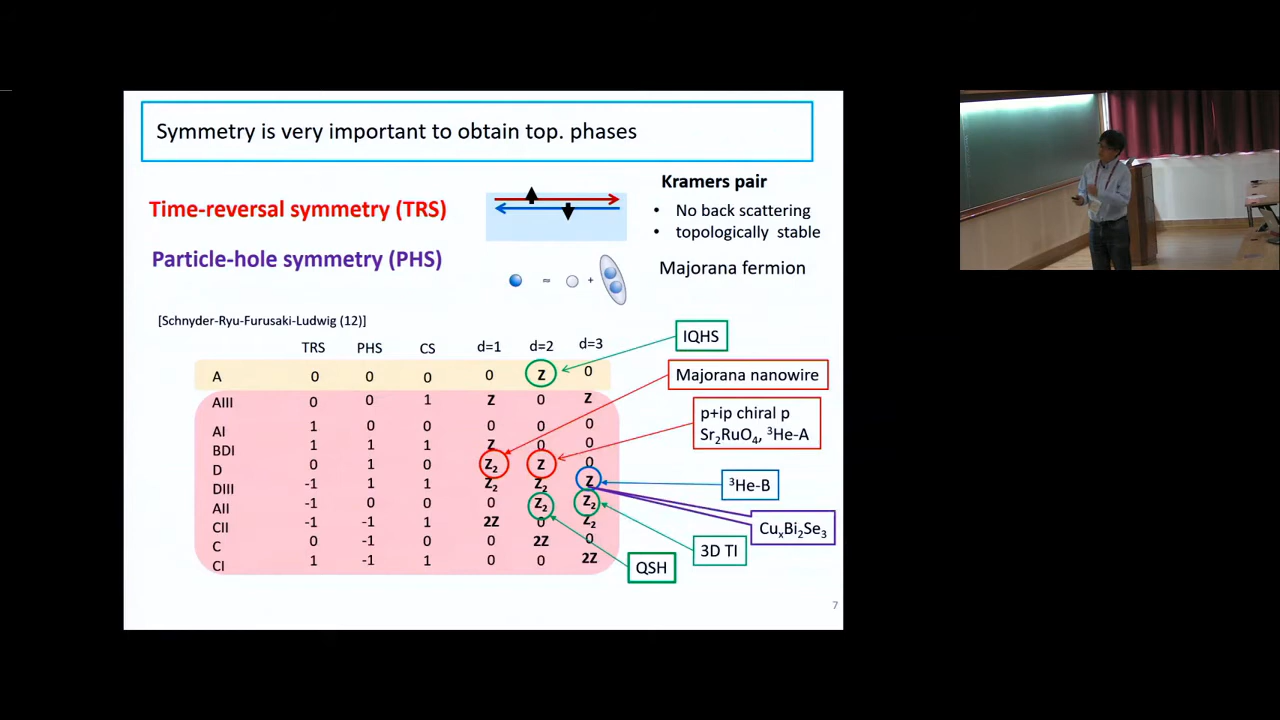 Symmetry is very important to obtain top. phases
Time-reversal symmetry (TRS)
Kramers pair
• No back scattering
• topologically stable
Particle-hole symmetry (PHS)
≈ +
Majorana fermion
[Schnyder-Ryu-Furusaki-Ludwig (12)]
TRS PHS CS d=1 d=2 d=3
A 0 0 0 0 Z 0
AIII 0 0 1 Z 0 Z
AI 1 0 0 0 0 0
BDI 1 1 1 Z 0 0
D 0 1 0 Z₂ Z 0
DIII -1 1 1 Z₂ Z₂ Z
AII -1 0 0 0 Z₂ Z₂
CII -1 -1 1 2Z 0 Z₂
C 0 -1 0 0 2Z 0
CI 1 -1 1 0 0 2Z
IQHS
Majorana nanowire
p+ip chiral p
Sr₂RuO₄, ³He-A
³He-B
CuₓBi₂Se₃
3D TI
QSH
7